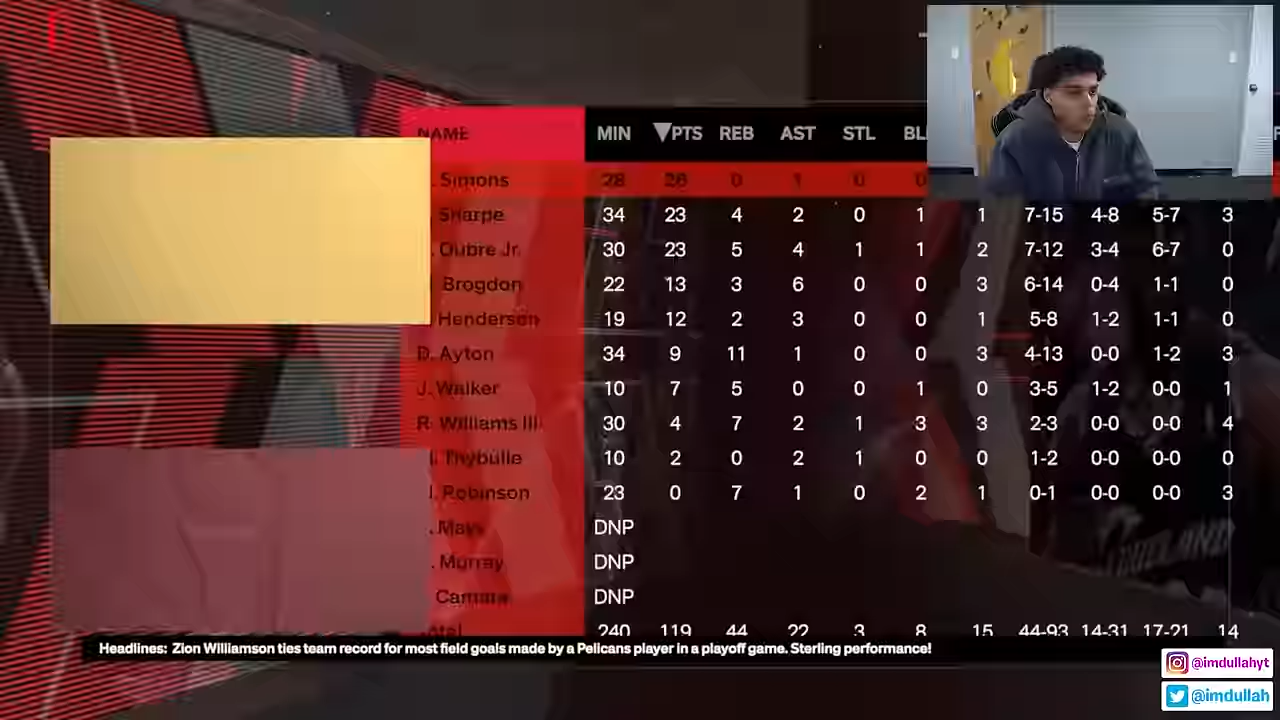 NAME MIN ▼PTS REB AST STL
. Simons 28 26 0 1 0 0
. Sharpe 34 23 4 2 0 1 1 7-15 4-8 5-7 3
. Oubre Jr. 30 23 5 4 1 1 2 7-12 3-4 6-7 0
Brogdon 22 13 3 6 0 0 3 6-14 0-4 1-1 0
Henderson 19 12 2 3 0 0 1 5-8 1-2 1-1 0
D. Ayton 34 9 11 1 0 0 3 4-13 0-0 1-2 3
J. Walker 10 7 5 0 0 1 0 3-5 1-2 0-0 1
R. Williams III 30 4 7 2 1 3 3 2-3 0-0 0-0 4
. Thybulle 10 2 0 2 1 0 0 1-2 0-0 0-0 0
. Robinson 23 0 7 1 0 2 1 0-1 0-0 0-0 3
. Mays DNP
. Murray DNP
Camara DNP
240 119 44 22 3 8 15 44-93 14-31 17-21 14
Headlines: Zion Williamson ties team record for most field goals made by a Pelicans player in a playoff game. Sterling performance!
@imdullahyt
@imdullah